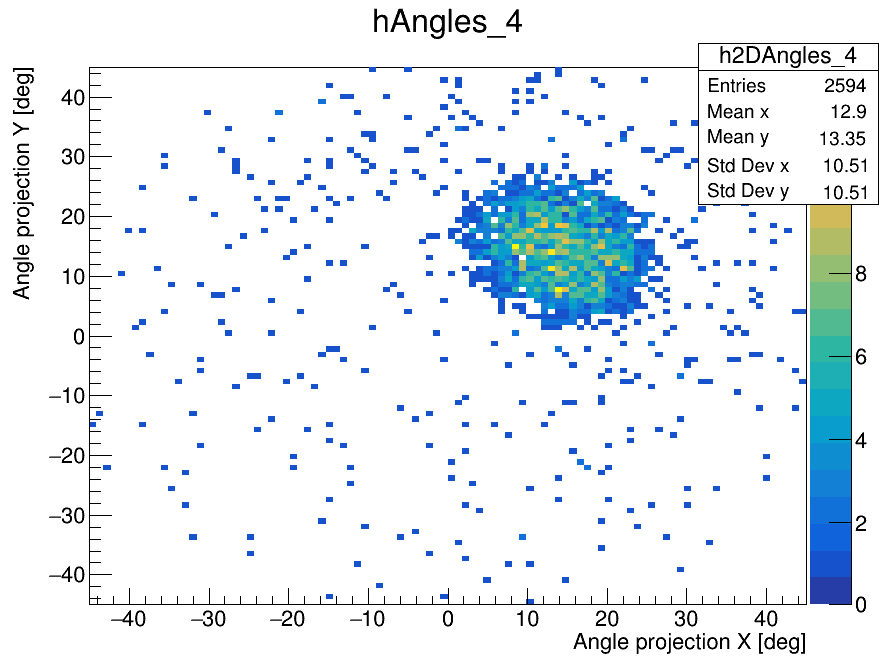 hAngles_4
h2DAngles_4
Entries 2594
Mean x 12.9
Mean y 13.35
Std Dev x 10.51
Std Dev y 10.51
Angle projection Y [deg]
40
30
20
10
0
−10
−20
−30
−40
8
6
4
2
0
−40 −30 −20 −10 0 10 20 30 40
Angle projection X [deg]